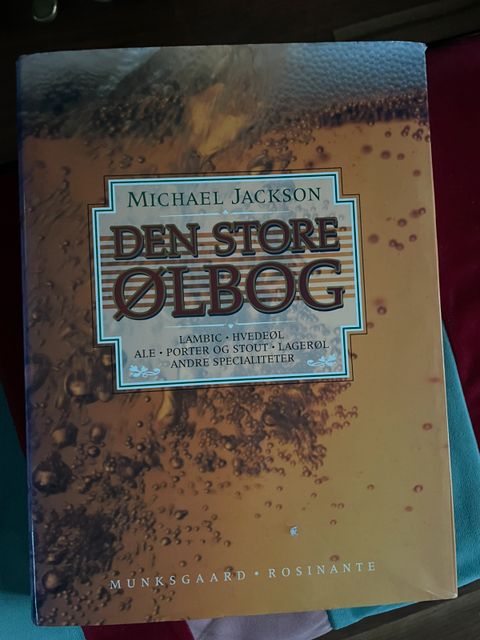 MICHAEL JACKSON
DEN STORE
ØLBOG
LAMBIC · HVEDEØL
ALE · PORTER OG STOUT · LAGERØL
ANDRE SPECIALITETER
MUNKSGAARD · ROSINANTE